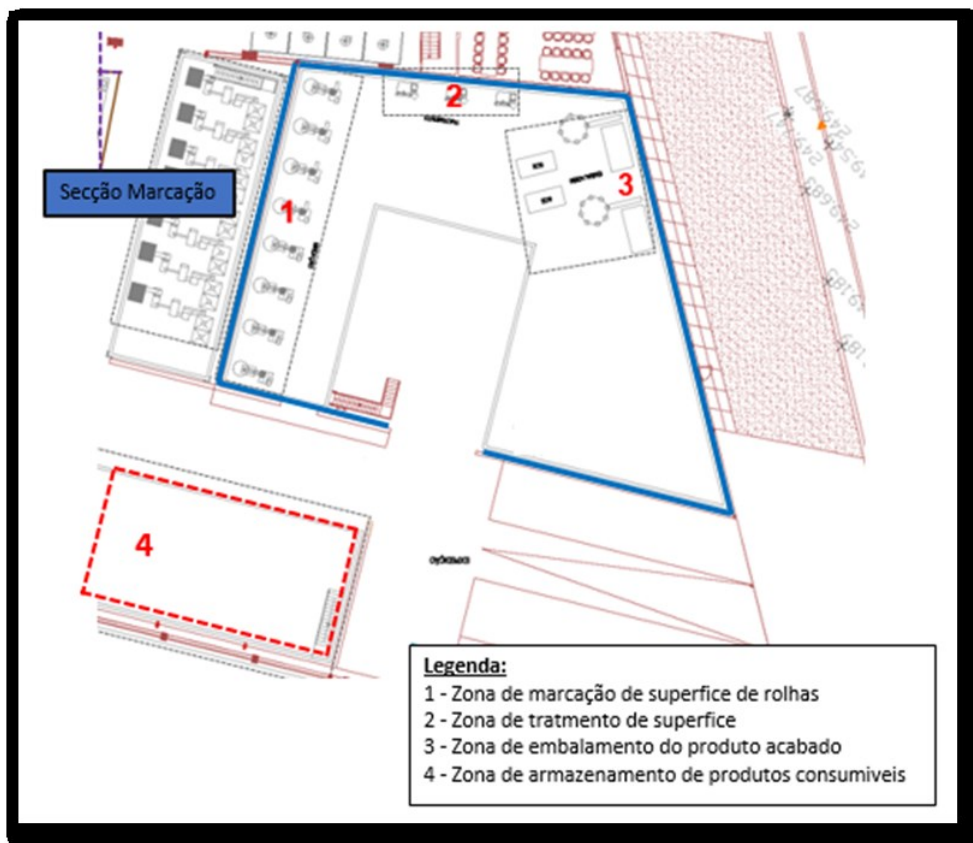 Secção Marcação
1
2
3
4
Legenda:
1 - Zona de marcação de superfice de rolhas
2 - Zona de tratmento de superfice
3 - Zona de embalamento do produto acabado
4 - Zona de armazenamento de produtos consumiveis